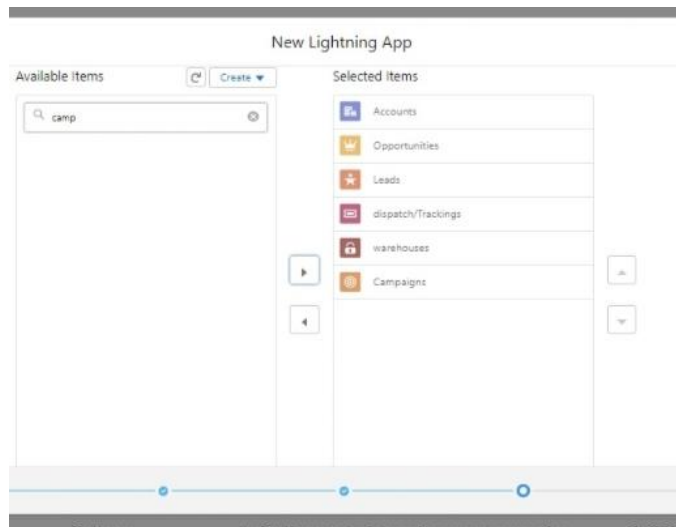 New Lightning App
Available Items
Create
Selected Items
camp
Accounts
Opportunities
Leads
dispatch/Trackings
warehouses
Campaigns